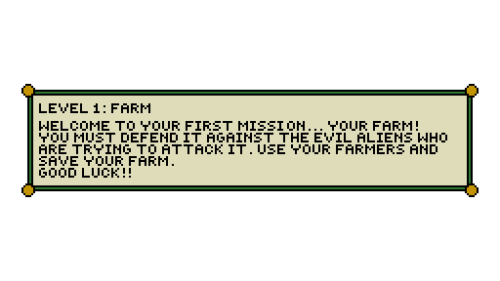 LEVEL 1: FARM
WELCOME TO YOUR FIRST MISSION... YOUR FARM!
YOU MUST DEFEND IT AGAINST THE EVIL ALIENS WHO
ARE TRYING TO ATTACK IT. USE YOUR FARMERS AND
SAVE YOUR FARM.
GOOD LUCK!!